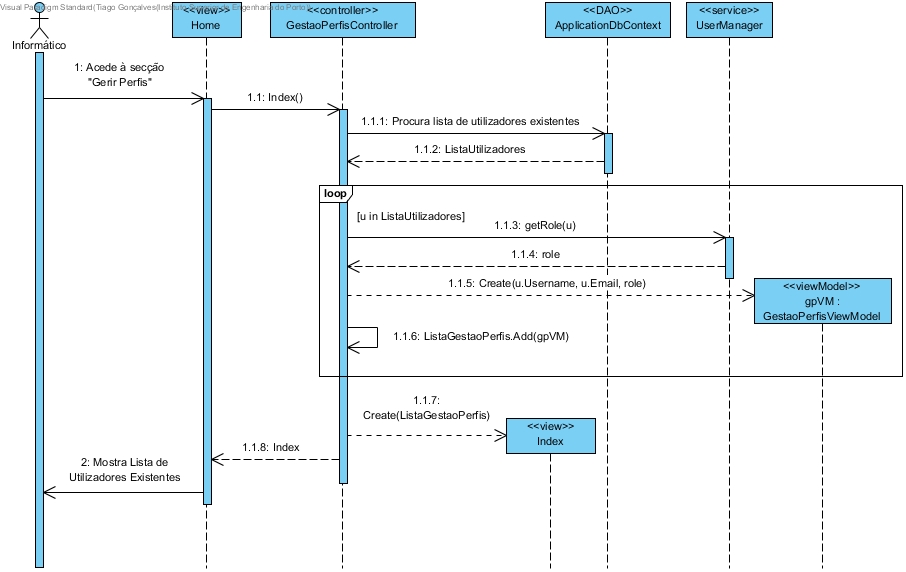 Visual Paradigm Standard(Tiago Gonçalves(Instituto Superior de Engenharia do Porto))
<<view>>
Home
<<controller>>
GestaoPerfisController
<<DAO>>
ApplicationDbContext
<<service>>
UserManager
Informático
1: Acede à secção
"Gerir Perfis"
1.1: Index()
1.1.1: Procura lista de utilizadores existentes
1.1.2: ListaUtilizadores
loop
[u in ListaUtilizadores]
1.1.3: getRole(u)
1.1.4: role
1.1.5: Create(u.Username, u.Email, role)
<<viewModel>>
gpVM :
GestaoPerfisViewModel
1.1.6: ListaGestaoPerfis.Add(gpVM)
1.1.7:
Create(ListaGestaoPerfis)
<<view>>
Index
1.1.8: Index
2: Mostra Lista de
Utilizadores Existentes